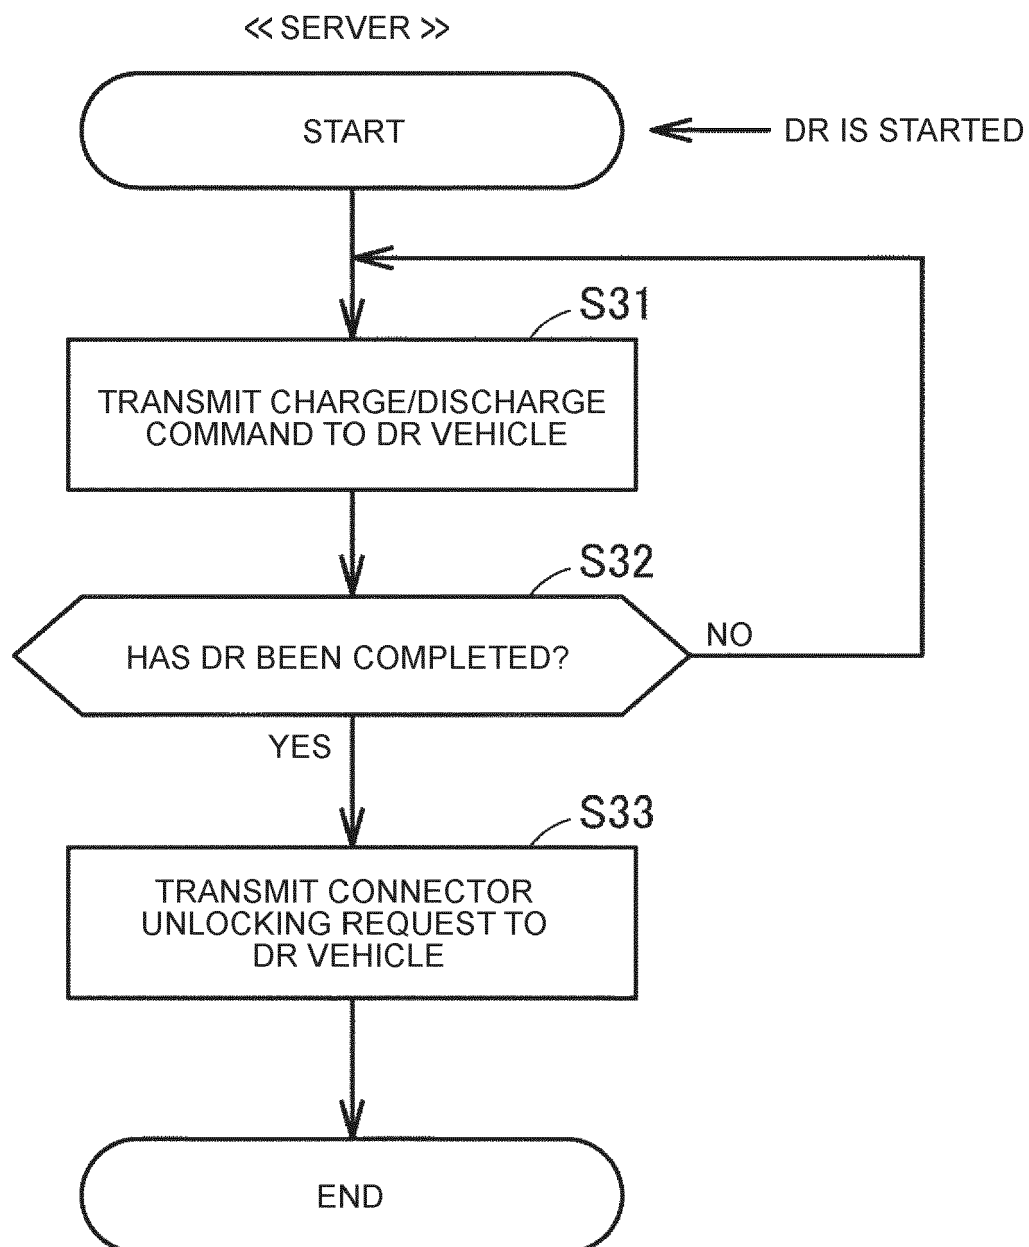 << SERVER >>
START
DR IS STARTED
S31
TRANSMIT CHARGE/DISCHARGE
COMMAND TO DR VEHICLE
S32
HAS DR BEEN COMPLETED?
NO
YES
S33
TRANSMIT CONNECTOR
UNLOCKING REQUEST TO
DR VEHICLE
END